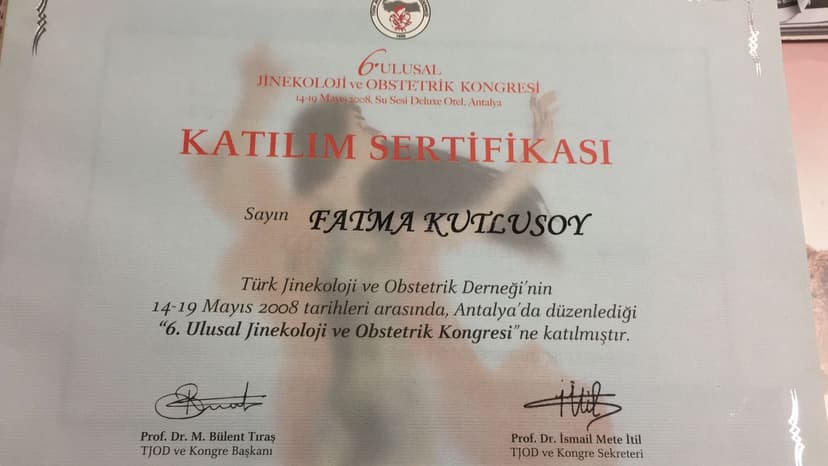 6. ULUSAL
JİNEKOLOJİ ve OBSTETRİK KONGRESİ
14-19 Mayıs 2008, Su Sesi Deluxe Otel, Antalya
KATILIM SERTİFİKASI
Sayın FATMA KUTLUSOY
Türk Jinekoloji ve Obstetrik Derneği'nin
14-19 Mayıs 2008 tarihleri arasında, Antalya'da düzenlediği
“6. Ulusal Jinekoloji ve Obstetrik Kongresi”ne katılmıştır.
Prof. Dr. M. Bülent Tıraş
TJOD ve Kongre Başkanı
Prof. Dr. İsmail Mete İtil
TJOD ve Kongre Sekreteri